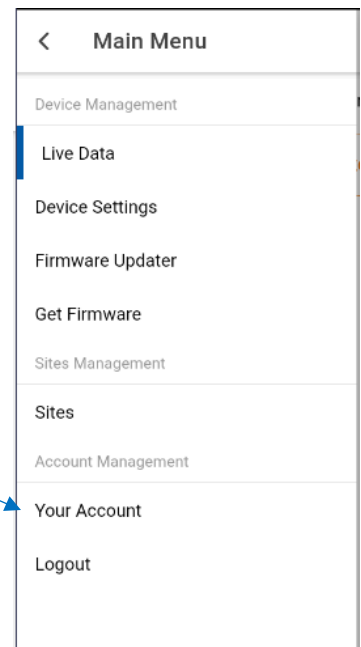 Main Menu
Device Management
Live Data
Device Settings
Firmware Updater
Get Firmware
Sites Management
Sites
Account Management
Your Account
Logout